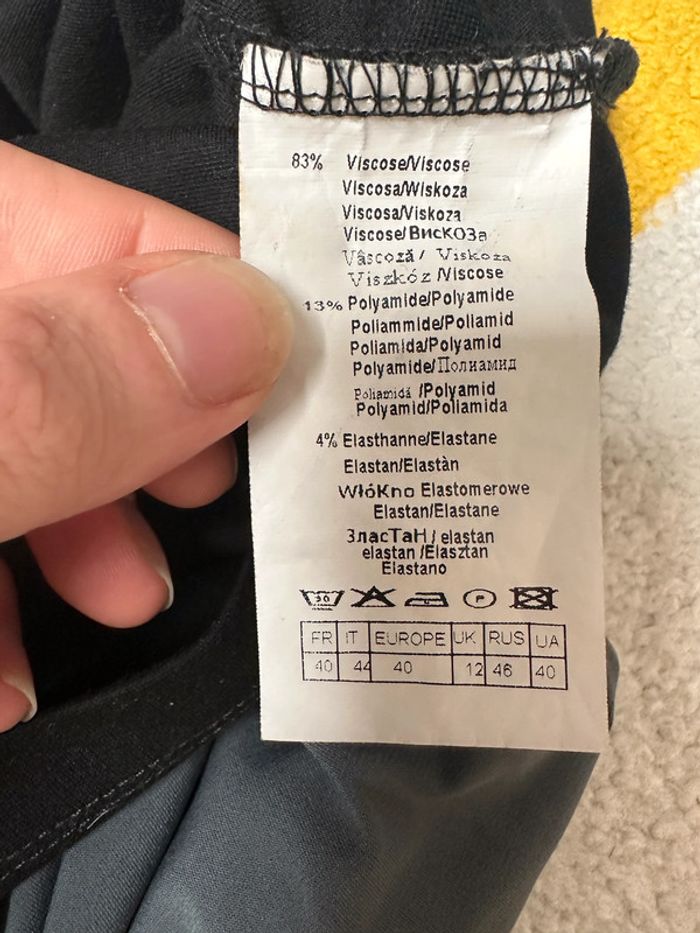 83% Viscose/Viscose
Viscosa/Wiskoza
Viscosa/Viskoza
Viscose/ВисКОЗа
Vâscoză / Viskoza
Viszkóz /Viscose
13% Polyamide/Polyamide
Poliammide/Poliamid
Poliamida/Polyamid
Polyamide/Полиамид
Poliamidă /Polyamid
Polyamid/Poliamida
4% Elasthanne/Elastane
Elastan/Elastàn
WłóKno Elastomerowe
Elastan/Elastane
ЗласТаН / elastan
elastan /Elasztan
Elastano
30 P
FR IT EUROPE UK RUS UA
40 44 40 12 46 40